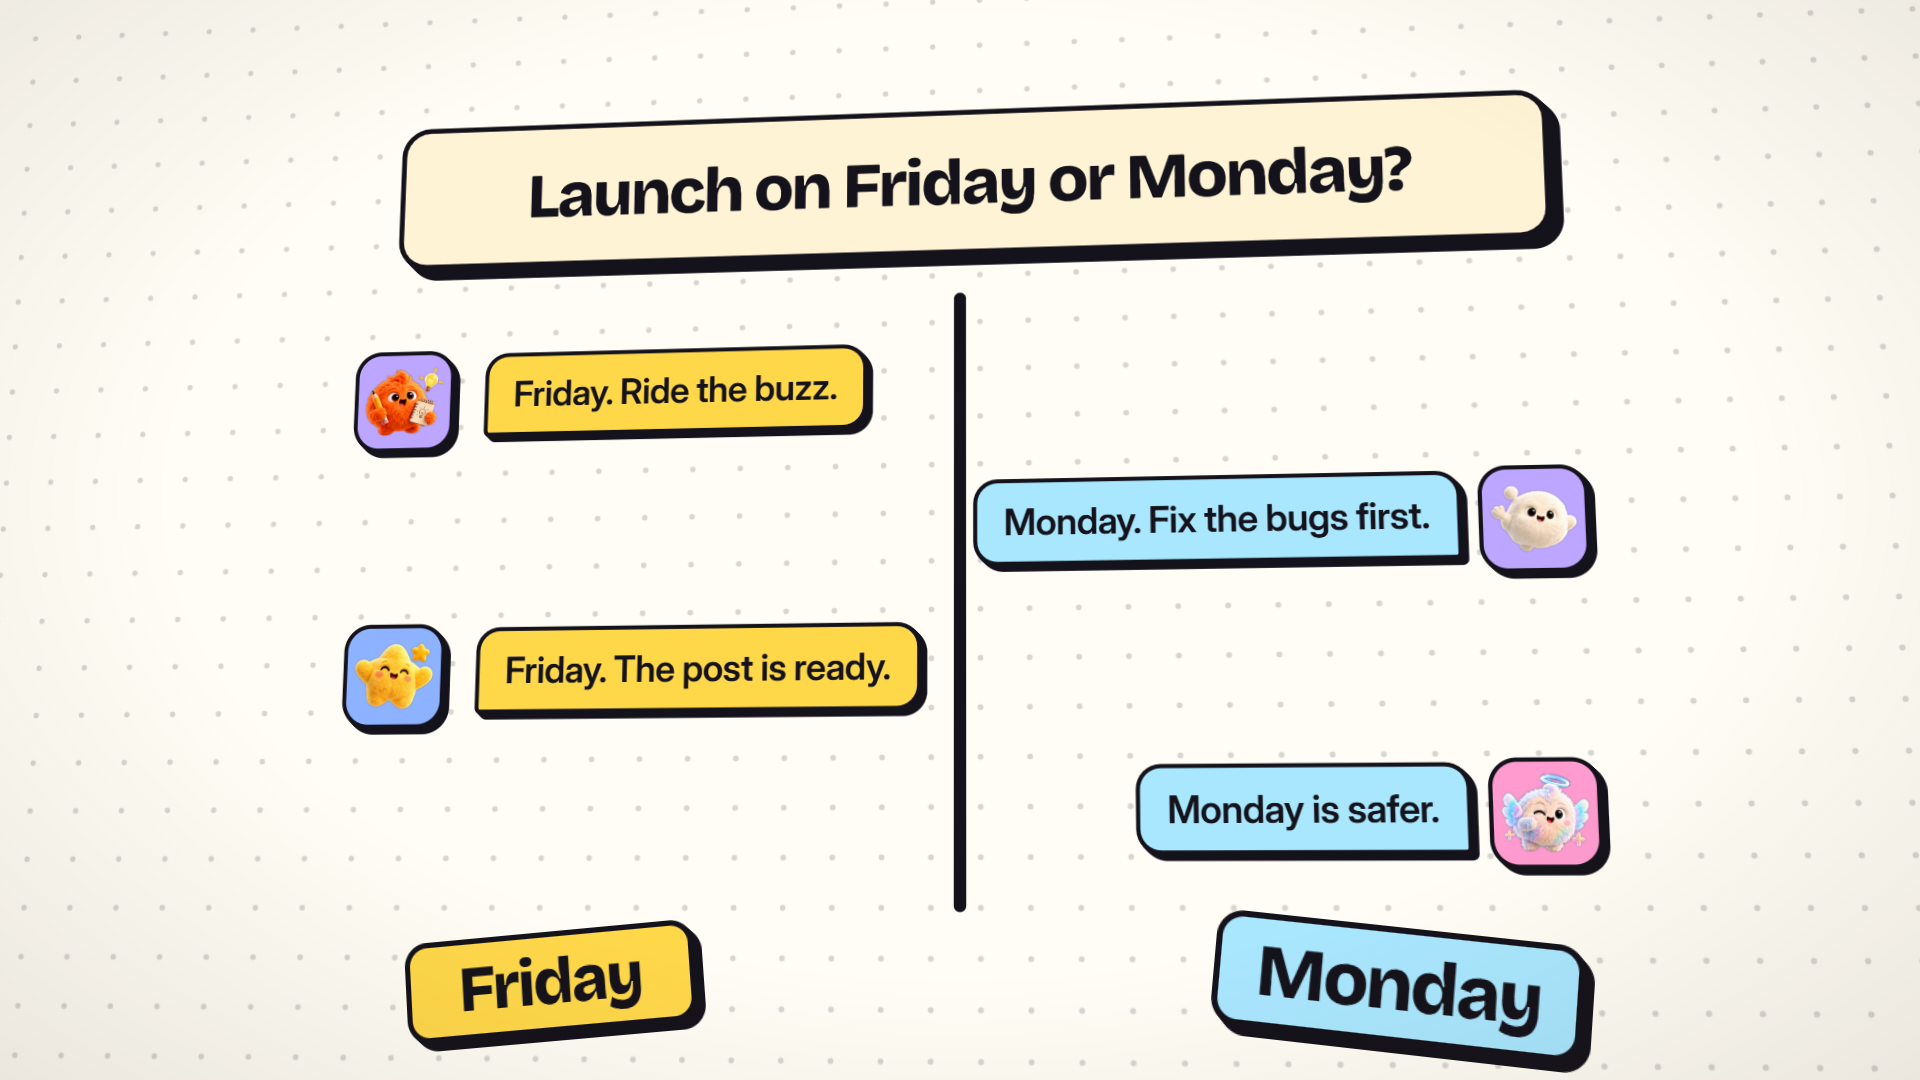 Launch on Friday or Monday?
Friday. Ride the buzz.
Monday. Fix the bugs first.
Friday. The post is ready.
Monday is safer.
Friday
Monday